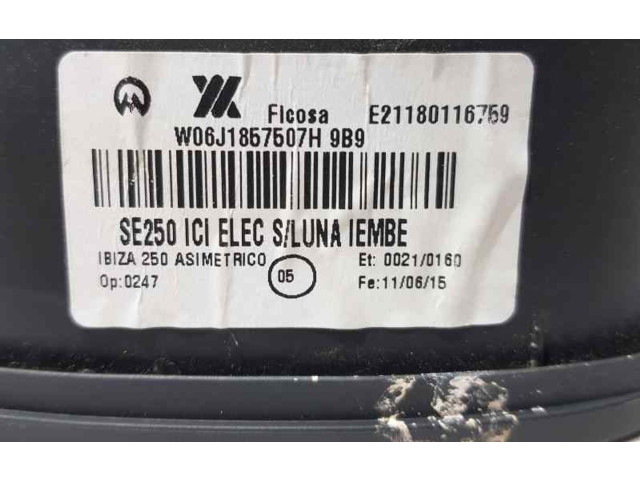 Ficosa E21180116759
W06J1857507H 9B9
SE250 ICI ELEC S/LUNA IEMBE
IBIZA 250 ASIMETRICO 05 Et: 0021/0160
Op:0247 Fe:11/06/15